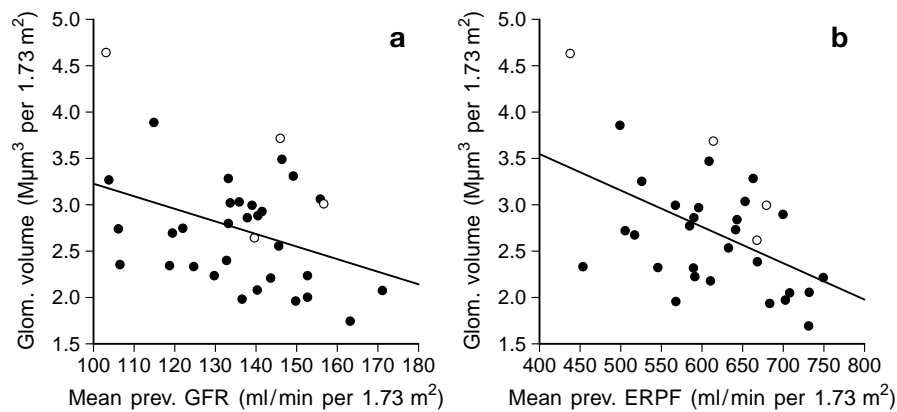 a
Glom. volume (Mμm³ per 1.73 m²)
5.0
4.5
4.0
3.5
3.0
2.5
2.0
1.5
100 110 120 130 140 150 160 170 180
Mean prev. GFR (ml/min per 1.73 m²)
b
Glom. volume (Mμm³ per 1.73 m²)
5.0
4.5
4.0
3.5
3.0
2.5
2.0
1.5
400 450 500 550 600 650 700 750 800
Mean prev. ERPF (ml/min per 1.73 m²)